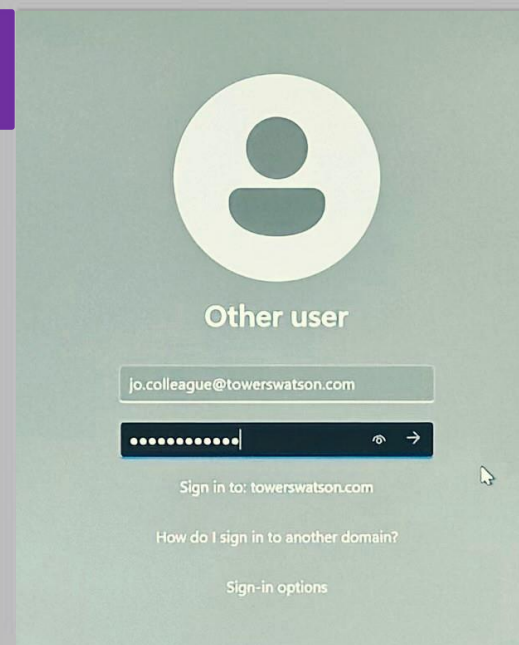 Other user
jo.colleague@towerswatson.com
••••••••••••
Sign in to: towerswatson.com
How do I sign in to another domain?
Sign-in options